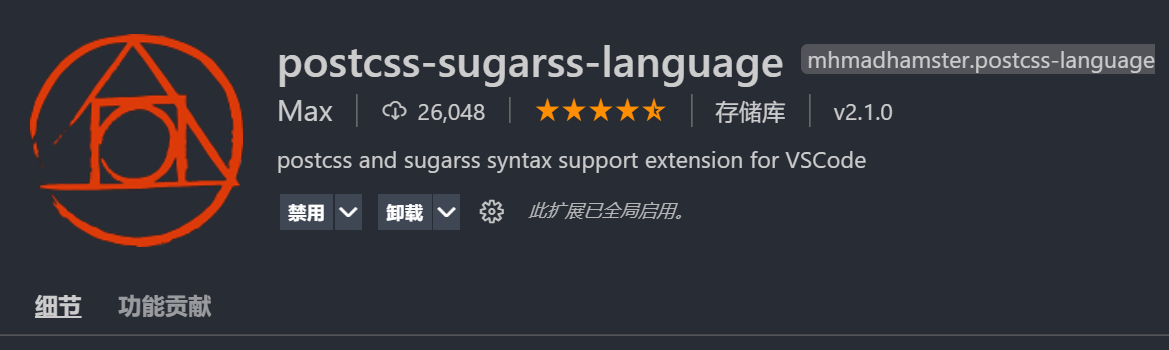 postcss-sugarss-language mhmadhamster.postcss-language
Max 26,048 存储库 v2.1.0
postcss and sugarss syntax support extension for VSCode
禁用 卸载 此扩展已全局启用。
细节 功能贡献